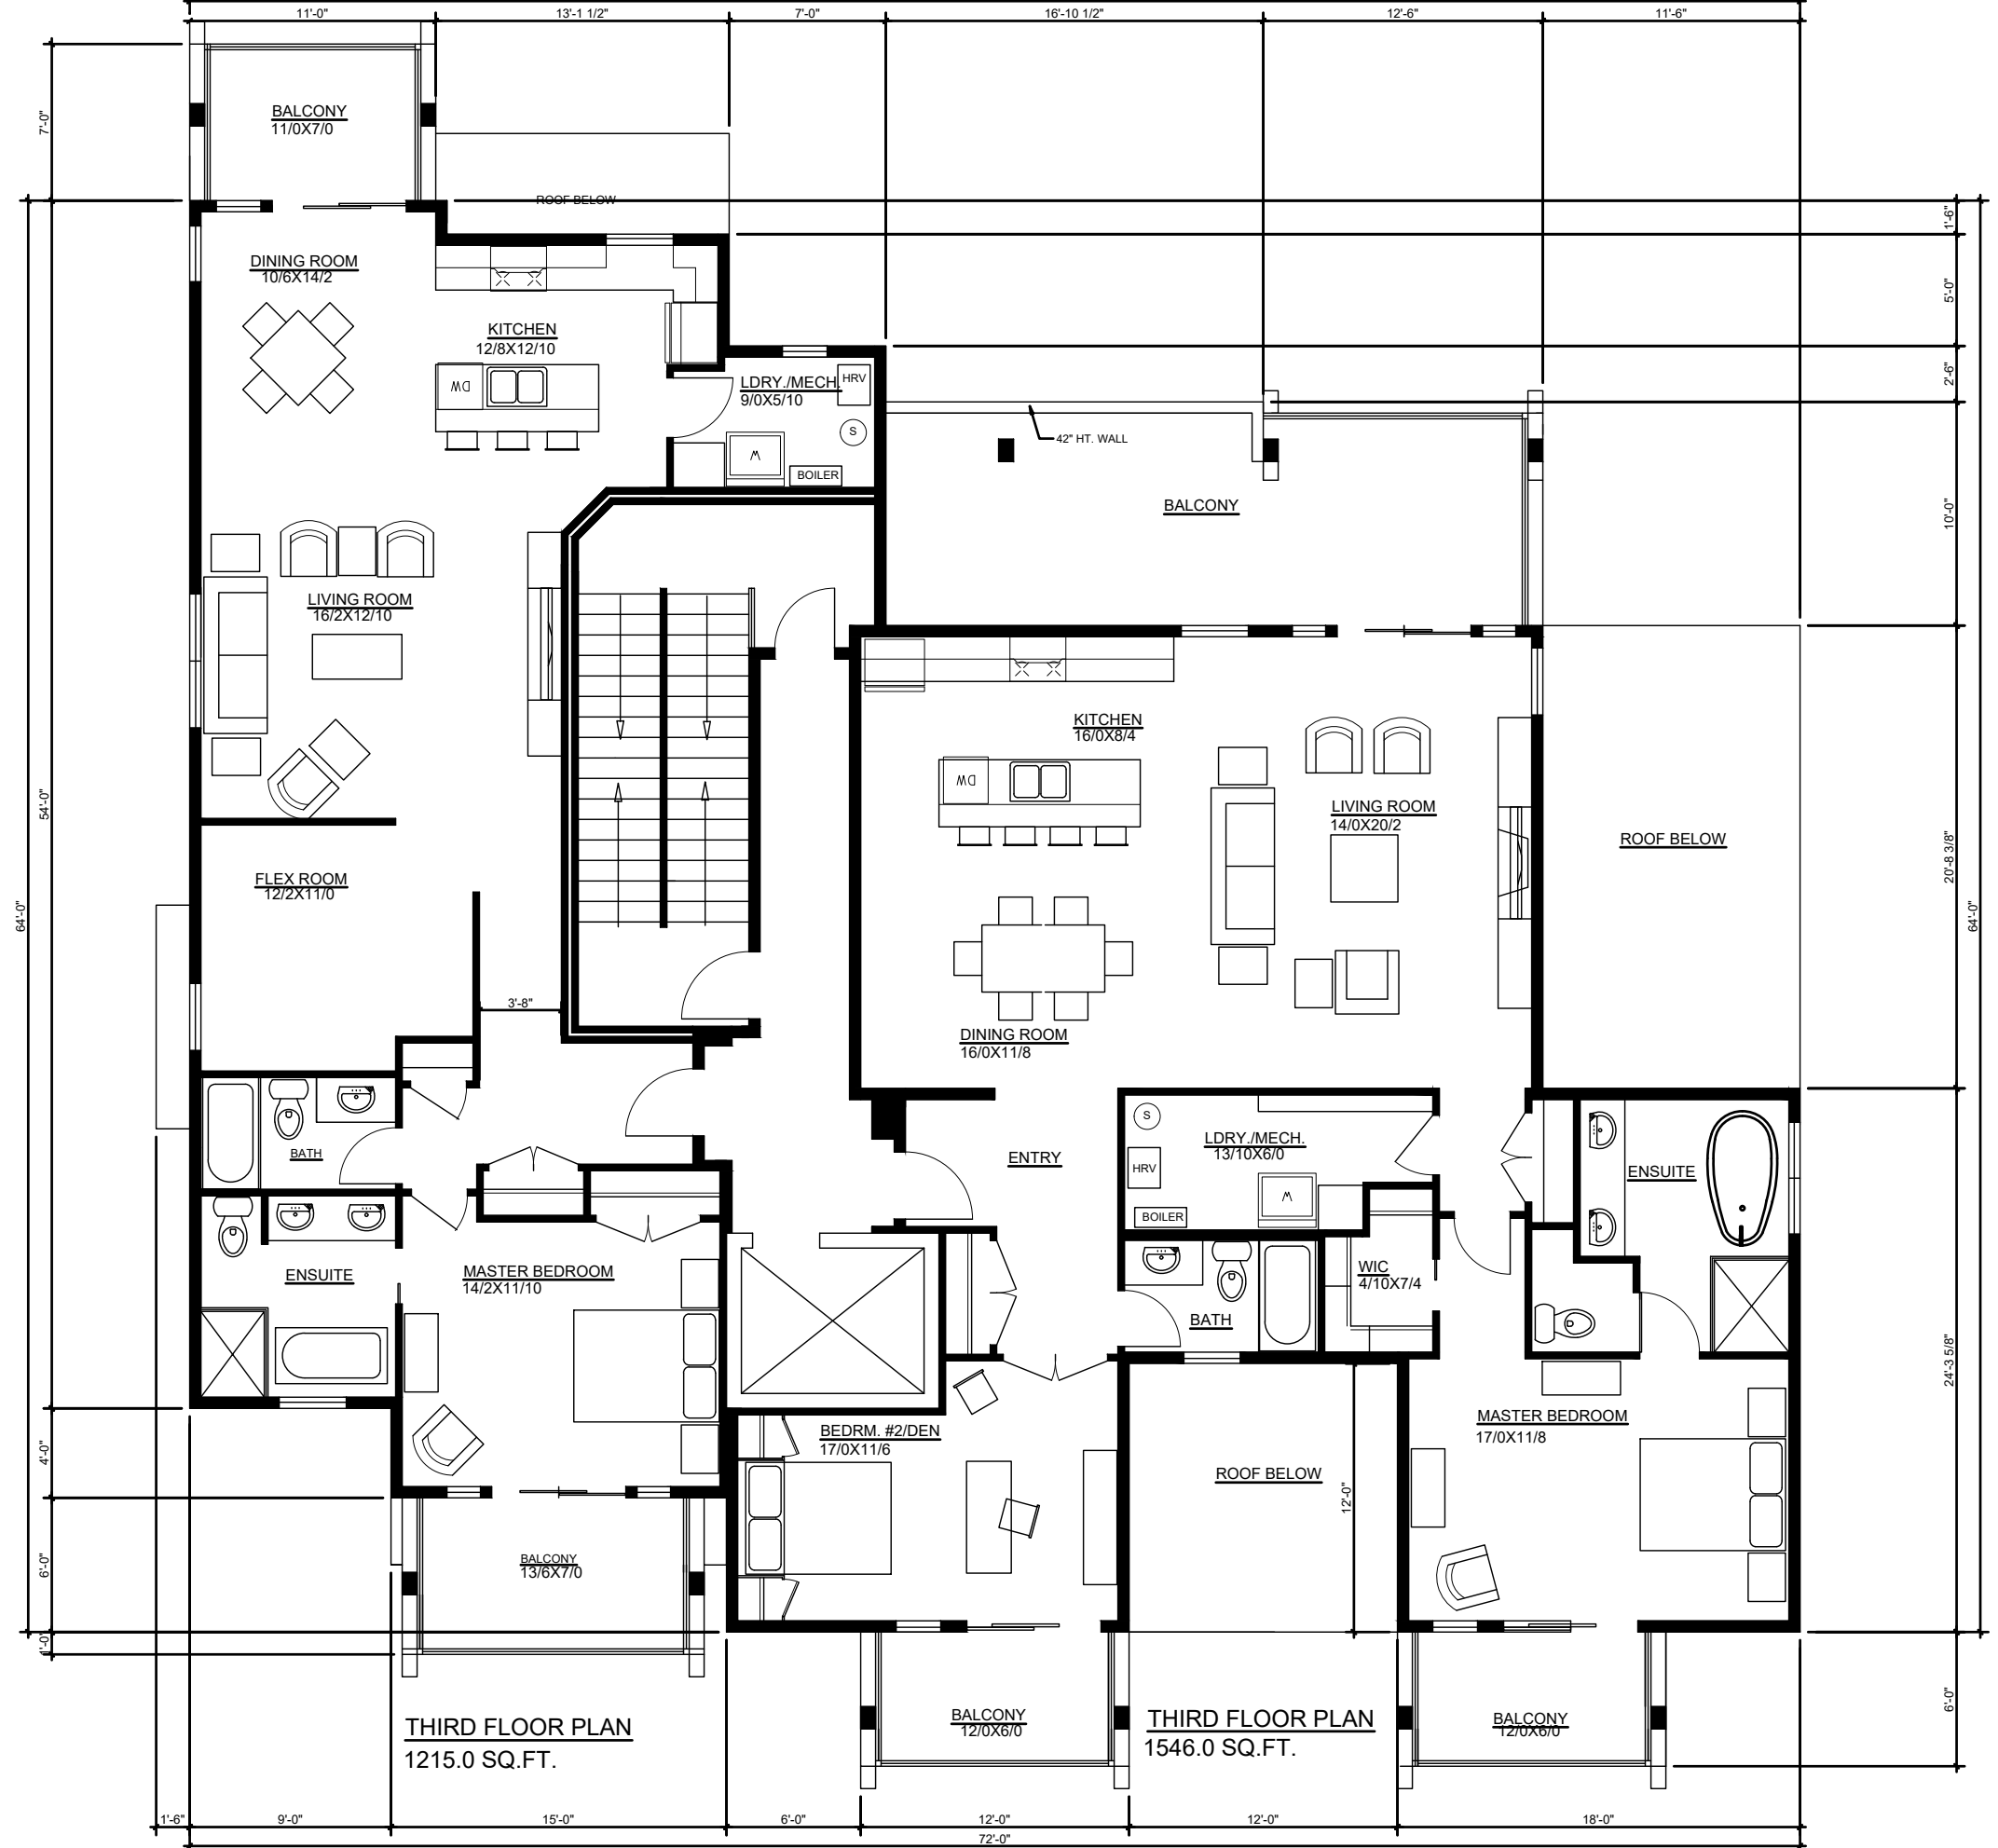 11'-0"
13'-1 1/2"
7'-0"
16'-10 1/2"
12'-6"
11'-6"
7'-0"
BALCONY
11/0X7/0
ROOF BELOW
1'-6"
DINING ROOM
10/6X14/2
5'-0"
KITCHEN
12/8X12/10
DW
LDRY./MECH.
9/0X5/10
HRV
S
W
BOILER
2'-6"
42" HT. WALL
BALCONY
10'-0"
LIVING ROOM
16/2X12/10
KITCHEN
16/0X8/4
DW
LIVING ROOM
14/0X20/2
54'-0"
ROOF BELOW
20'-8 3/8"
FLEX ROOM
12/2X11/0
64'-0"
64'-0"
3'-8"
DINING ROOM
16/0X11/8
S
LDRY./MECH.
13/10X6/0
HRV
W
BOILER
BATH
ENTRY
ENSUITE
ENSUITE
MASTER BEDROOM
14/2X11/10
WIC
4/10X7/4
BATH
24'-3 5/8"
BEDRM. #2/DEN
17/0X11/6
MASTER BEDROOM
17/0X11/8
4'-0"
ROOF BELOW
12'-0"
BALCONY
13/6X7/0
6'-0"
1'-0"
6'-0"
THIRD FLOOR PLAN
1215.0 SQ.FT.
BALCONY
12/0X6/0
THIRD FLOOR PLAN
1546.0 SQ.FT.
BALCONY
12/0X6/0
1'-6"
9'-0"
15'-0"
6'-0"
12'-0"
12'-0"
18'-0"
72'-0"